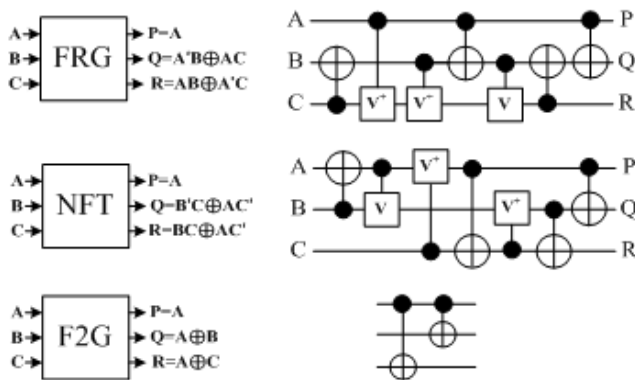 A P=A
B FRG Q=A'B⊕AC
C R=AB⊕A'C
A P
B Q
C V⁺ V⁺ V R
A P=A
B NFT Q=B'C⊕AC'
C R=BC⊕AC'
A V⁺ P
B V V⁺ Q
C R
A P=A
B F2G Q=A⊕B
C R=A⊕C